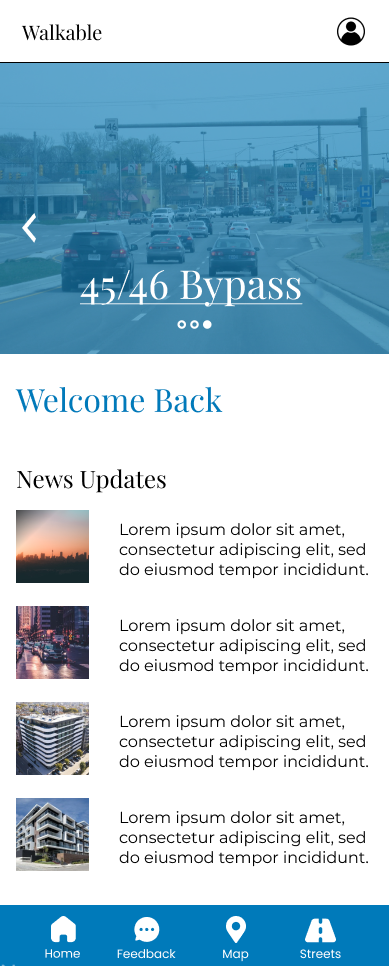 Walkable
45/46 Bypass
Welcome Back
News Updates
Lorem ipsum dolor sit amet,
consectetur adipiscing elit, sed
do eiusmod tempor incididunt.
Lorem ipsum dolor sit amet,
consectetur adipiscing elit, sed
do eiusmod tempor incididunt.
Lorem ipsum dolor sit amet,
consectetur adipiscing elit, sed
do eiusmod tempor incididunt.
Lorem ipsum dolor sit amet,
consectetur adipiscing elit, sed
do eiusmod tempor incididunt.
Home Feedback Map Streets